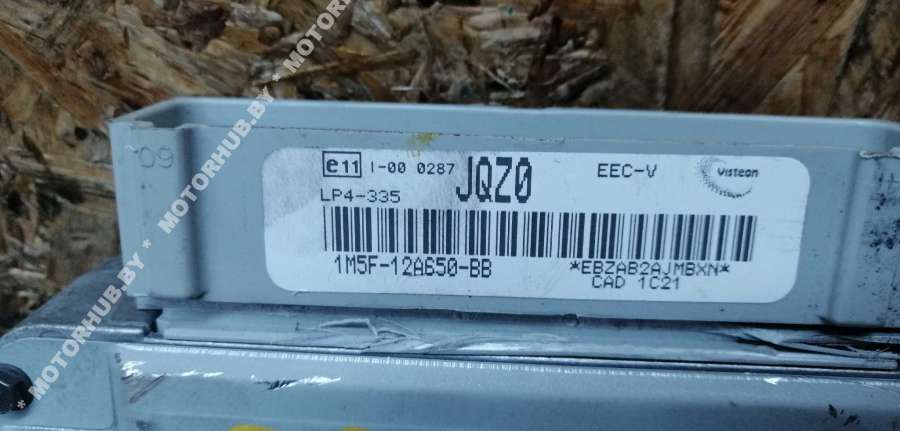 MOTORHUB.BY * MOTORHUB.BY * MOTORHUB.BY *
09
e11 I-00 0287 JQZ0 EEC-V Visteon
LP4-335
1M5F-12A650-BB *EBZAB2AJMBXN*
CAD 1C21